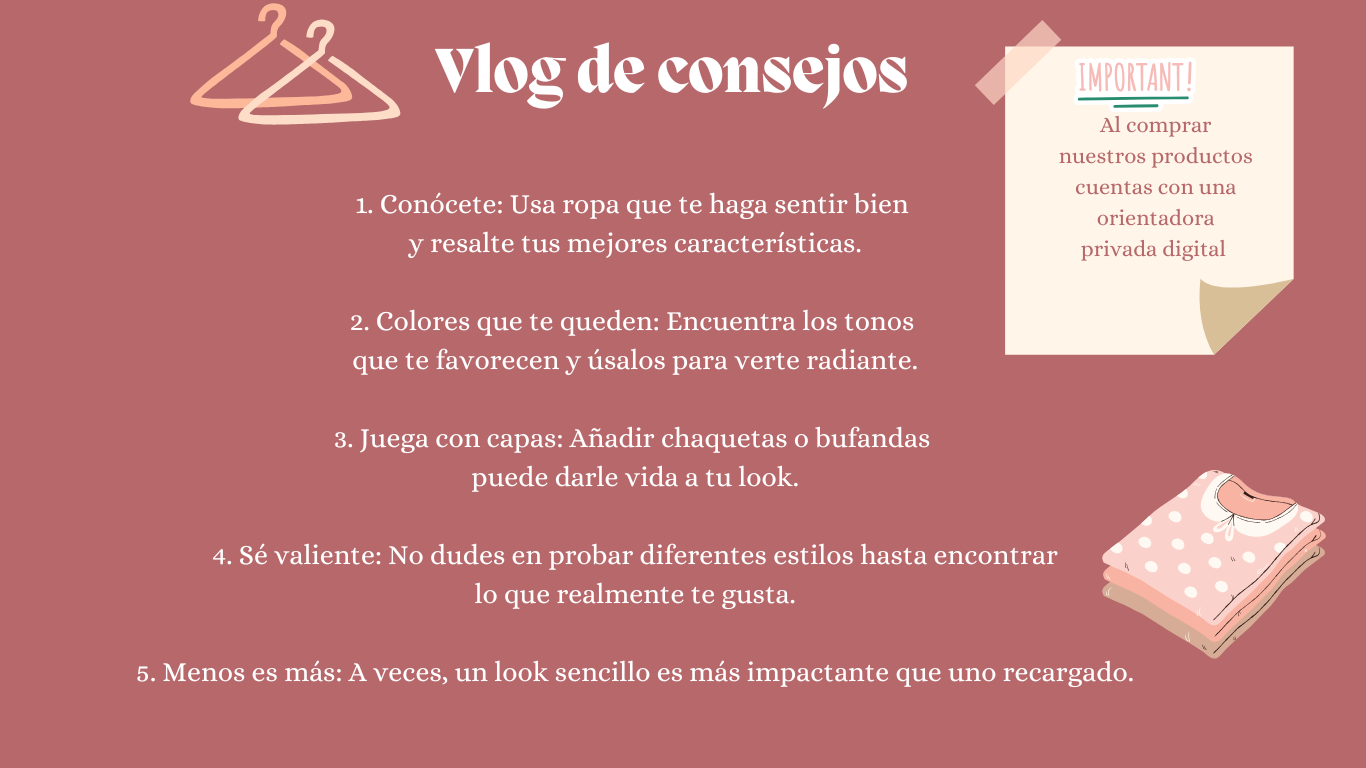 Vlog de consejos
IMPORTANT!
Al comprar
nuestros productos
cuentas con una
orientadora
privada digital
1. Conócete: Usa ropa que te haga sentir bien
y resalte tus mejores características.
2. Colores que te queden: Encuentra los tonos
que te favorecen y úsalos para verte radiante.
3. Juega con capas: Añadir chaquetas o bufandas
puede darle vida a tu look.
4. Sé valiente: No dudes en probar diferentes estilos hasta encontrar
lo que realmente te gusta.
5. Menos es más: A veces, un look sencillo es más impactante que uno recargado.